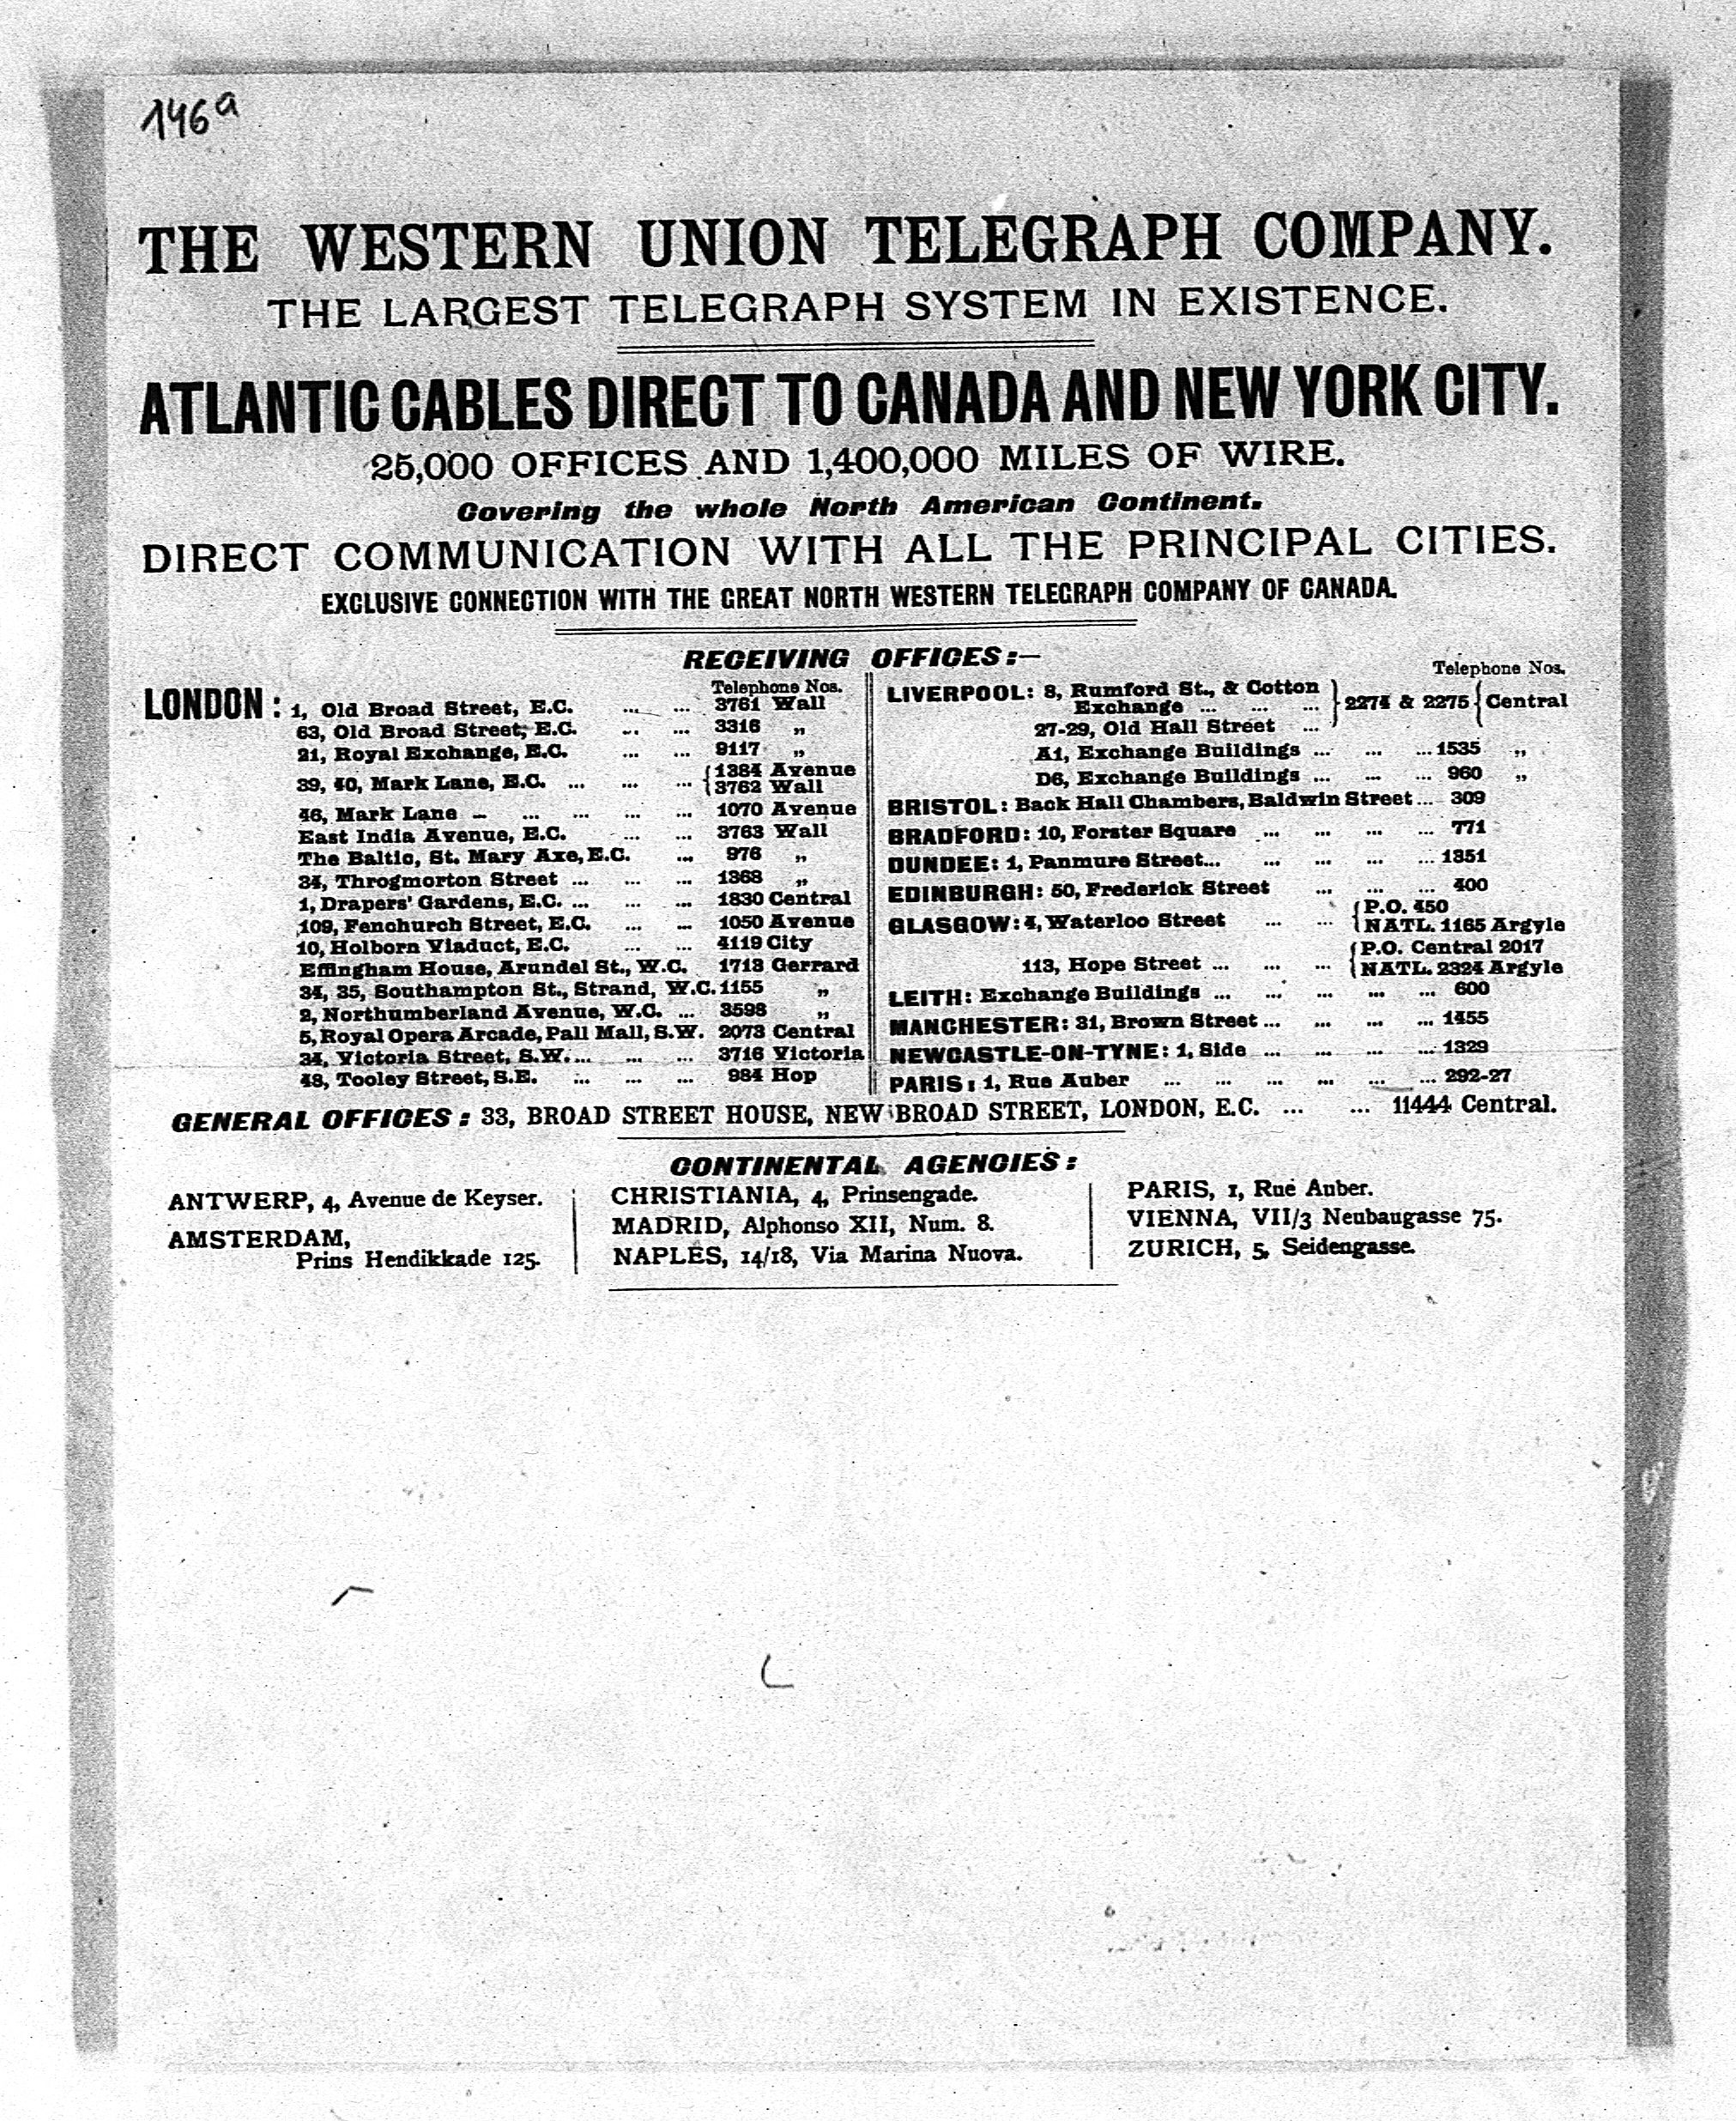 146a
THE WESTERN UNION TELEGRAPH COMPANY.
THE LARGEST TELEGRAPH SYSTEM IN EXISTENCE.
ATLANTIC CABLES DIRECT TO CANADA AND NEW YORK CITY.
25,000 OFFICES AND 1,400,000 MILES OF WIRE.
Covering the whole North American Continent.
DIRECT COMMUNICATION WITH ALL THE PRINCIPAL CITIES.
EXCLUSIVE CONNECTION WITH THE GREAT NORTH WESTERN TELEGRAPH COMPANY OF CANADA.
RECEIVING OFFICES:—
Telephone Nos.
LONDON: 1, Old Broad Street, E.C. ... ... 3761 Wall
63, Old Broad Street, E.C. ... ... 3316 „
21, Royal Exchange, E.C. ... ... 9117 „
39, 40, Mark Lane, E.C. ... ... ... {1384 Avenue
{3762 Wall
46, Mark Lane ... ... ... ... ... 1070 Avenue
East India Avenue, E.C. ... ... 3763 Wall
The Baltic, St. Mary Axe, E.C. ... 976 „
34, Throgmorton Street ... ... ... 1368 „
1, Drapers' Gardens, E.C. ... ... ... 1830 Central
109, Fenchurch Street, E.C. ... ... 1050 Avenue
10, Holborn Viaduct, E.C. ... ... 4119 City
Effingham House, Arundel St., W.C. 1713 Gerrard
34, 35, Southampton St., Strand, W.C. 1155 „
2, Northumberland Avenue, W.C. ... 3598 „
5, Royal Opera Arcade, Pall Mall, S.W. 2073 Central
34, Victoria Street, S.W. ... ... ... 3716 Victoria
48, Tooley Street, S.E. ... ... ... 984 Hop
Telephone Nos.
LIVERPOOL: 8, Rumford St., & Cotton
Exchange ... ... ... } 2274 & 2275 { Central
27-29, Old Hall Street ...
A1, Exchange Buildings ... ... ... 1535 „
D6, Exchange Buildings ... ... ... 960 „
BRISTOL: Back Hall Chambers, Baldwin Street ... 309
BRADFORD: 10, Forster Square ... ... ... ... 771
DUNDEE: 1, Panmure Street... ... ... ... 1351
EDINBURGH: 50, Frederick Street ... ... ... 400
GLASGOW: 4, Waterloo Street ... ... {P.O. 450
{NATL. 1165 Argyle
113, Hope Street ... ... ... {P.O. Central 2017
{NATL. 2324 Argyle
LEITH: Exchange Buildings ... ... ... ... ... 600
MANCHESTER: 31, Brown Street ... ... ... ... 1455
NEWCASTLE-ON-TYNE: 1, Side ... ... ... ... 1329
PARIS: 1, Rue Auber ... ... ... ... ... ... 292-27
GENERAL OFFICES: 33, BROAD STREET HOUSE, NEW BROAD STREET, LONDON, E.C. ... ... 11444 Central.
CONTINENTAL AGENCIES:
ANTWERP, 4, Avenue de Keyser.
AMSTERDAM,
Prins Hendikkade 125.
CHRISTIANIA, 4, Prinsengade.
MADRID, Alphonso XII, Num. 8.
NAPLES, 14/18, Via Marina Nuova.
PARIS, 1, Rue Auber.
VIENNA, VII/3 Neubaugasse 75.
ZURICH, 5, Seidengasse.